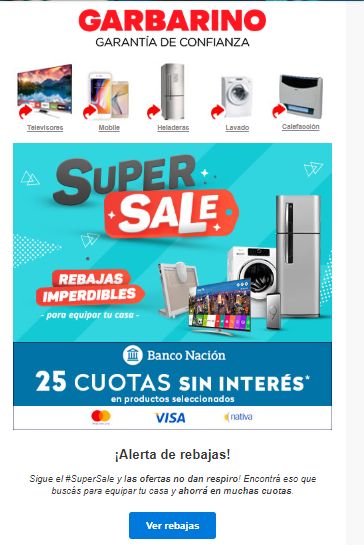 GARBARINO
GARANTÍA DE CONFIANZA
Televisores Mobile Heladeras Lavado Calefacción
SUPER
SALE
REBAJAS
IMPERDIBLES
- para equipar tu casa -
Banco Nación
25 CUOTAS SIN INTERÉS*
en productos seleccionados
mastercard VISA nativa
¡Alerta de rebajas!
Sigue el #SuperSale y las ofertas no dan respiro! Encontrá eso que
buscás para equipar tu casa y ahorrá en muchas cuotas.
Ver rebajas